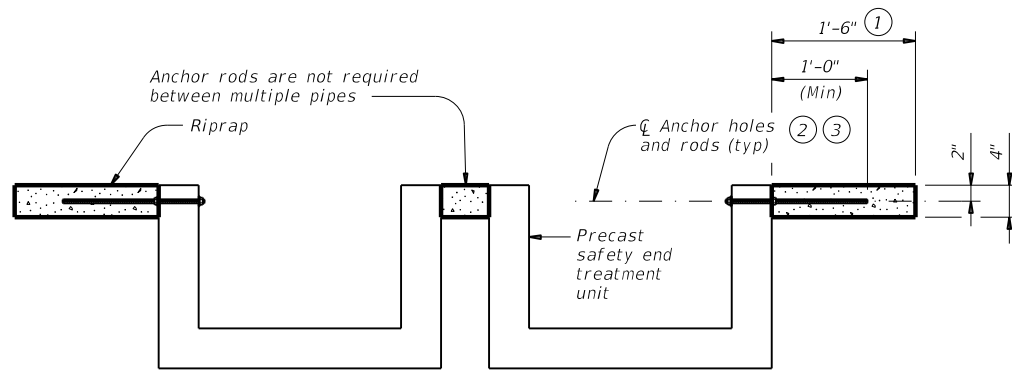 1'-6" 1
1'-0"
(Min)
Anchor rods are not required
between multiple pipes
Riprap
℄ Anchor holes 2 3
and rods (typ)
2"
4"
Precast
safety end
treatment
unit